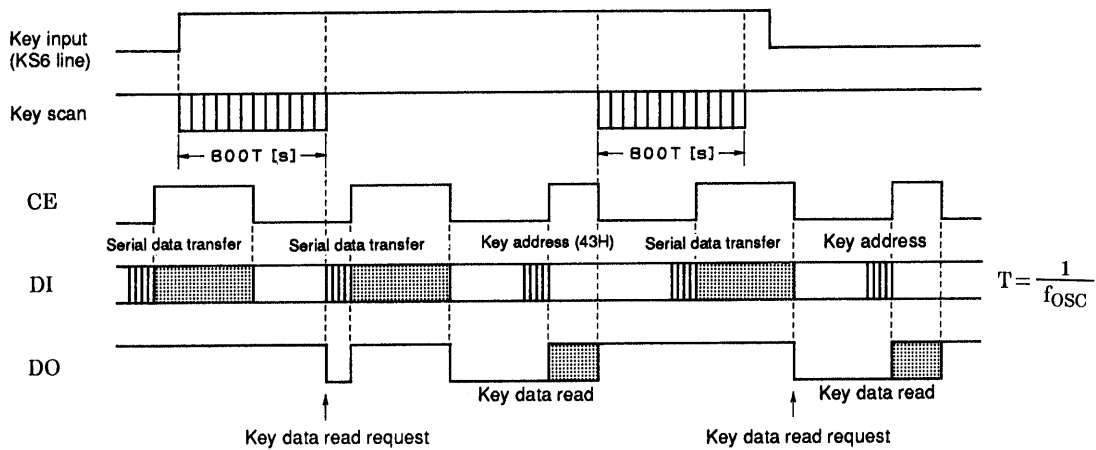 Key input
(KS6 line)
Key scan
800T [s]
800T [s]
CE
Serial data transfer
Serial data transfer
Key address (43H)
Serial data transfer
Key address
DI
T = 1/fOSC
DO
Key data read
Key data read
Key data read request
Key data read request